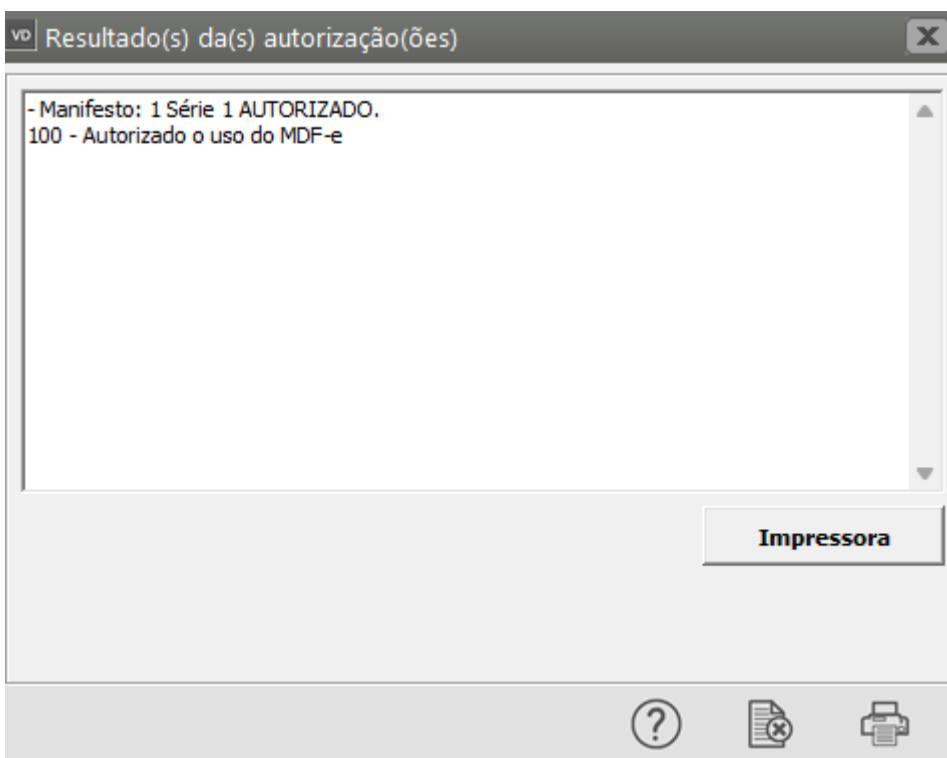 VD Resultado(s) da(s) autorização(ões)
- Manifesto: 1 Série 1 AUTORIZADO.
100 - Autorizado o uso do MDF-e
Impressora
?